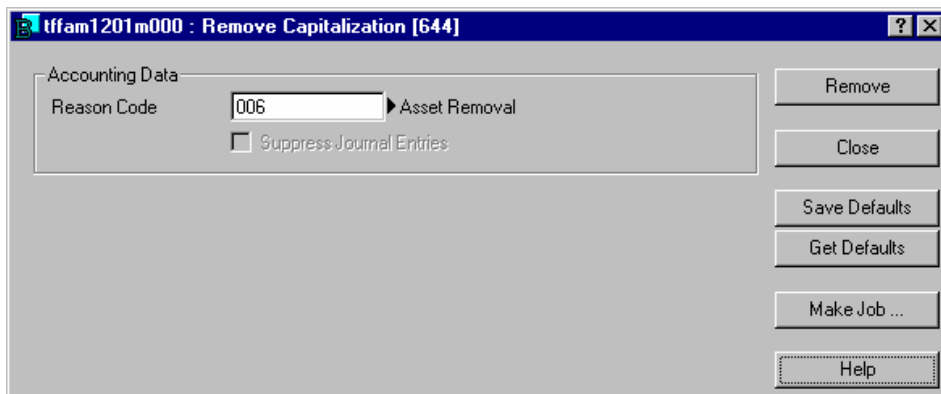 tffam1201m000 : Remove Capitalization [644]
Accounting Data
Reason Code 006 Asset Removal
Suppress Journal Entries
Remove
Close
Save Defaults
Get Defaults
Make Job ...
Help